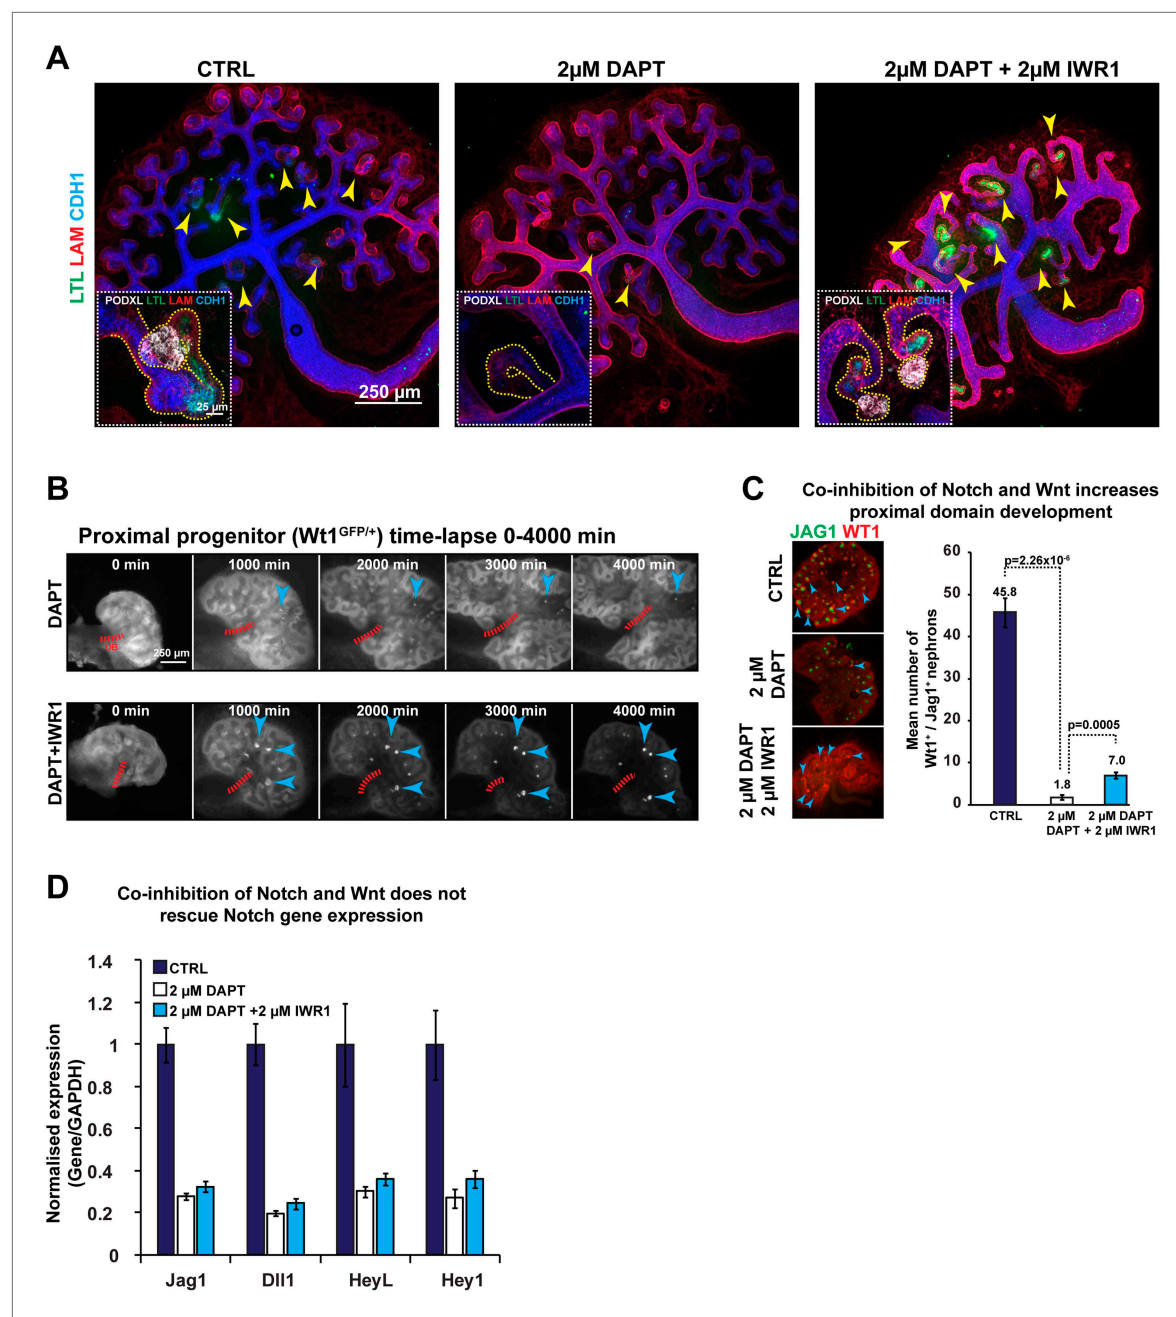 A
CTRL
2µM DAPT
2µM DAPT + 2µM IWR1
LTL LAM CDH1
PODXL LTL LAM CDH1
25 µm
250 µm
PODXL LTL LAM CDH1
PODXL LTL LAM CDH1
B
Proximal progenitor (Wt1GFP/+) time-lapse 0-4000 min
DAPT
0 min
1000 min
2000 min
3000 min
4000 min
UB
250 µm
DAPT+IWR1
0 min
1000 min
2000 min
3000 min
4000 min
C
Co-inhibition of Notch and Wnt increases
proximal domain development
JAG1 WT1
CTRL
2 µM
DAPT
2 µM DAPT
2 µM IWR1
Mean number of
Wt1+ / Jag1+ nephrons
60
50
40
30
20
10
0
p=2.26x10-6
45.8
p=0.0005
1.8
7.0
CTRL
2 µM
DAPT
2 µM DAPT
+ 2 µM IWR1
D
Co-inhibition of Notch and Wnt does not
rescue Notch gene expression
Normalised expression
(Gene/GAPDH)
1.4
1.2
1
0.8
0.6
0.4
0.2
0
CTRL
2 µM DAPT
2 µM DAPT +2 µM IWR1
Jag1
Dll1
HeyL
Hey1